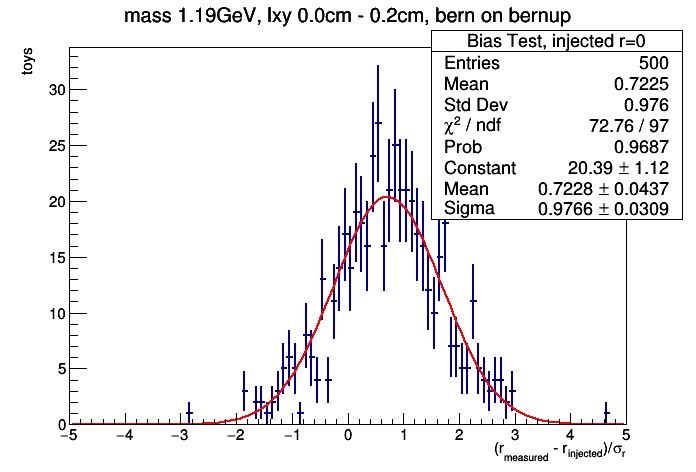 mass 1.19GeV, lxy 0.0cm - 0.2cm, bern on bernup
toys
Bias Test, injected r=0
Entries 500
Mean 0.7225
Std Dev 0.976
χ² / ndf 72.76 / 97
Prob 0.9687
Constant 20.39 ± 1.12
Mean 0.7228 ± 0.0437
Sigma 0.9766 ± 0.0309
30
25
20
15
10
5
0
−5 −4 −3 −2 −1 0 1 2 3 4 5
(r_measured - r_injected)/σ_r